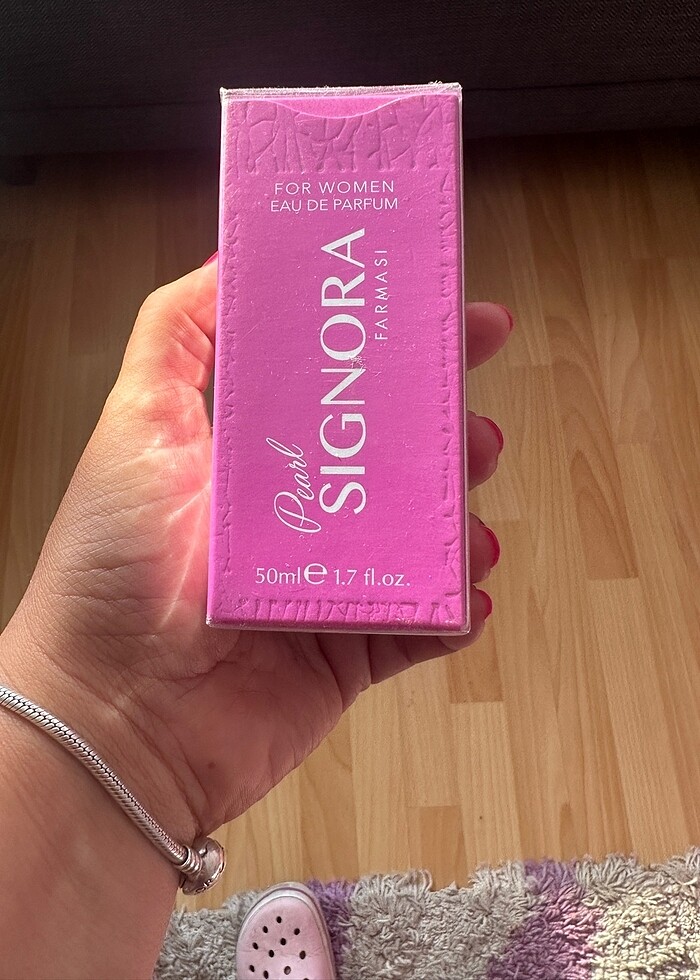 FOR WOMEN
EAU DE PARFUM
Pearl
SIGNORA
FARMASI
50ml℮ 1.7 fl.oz.